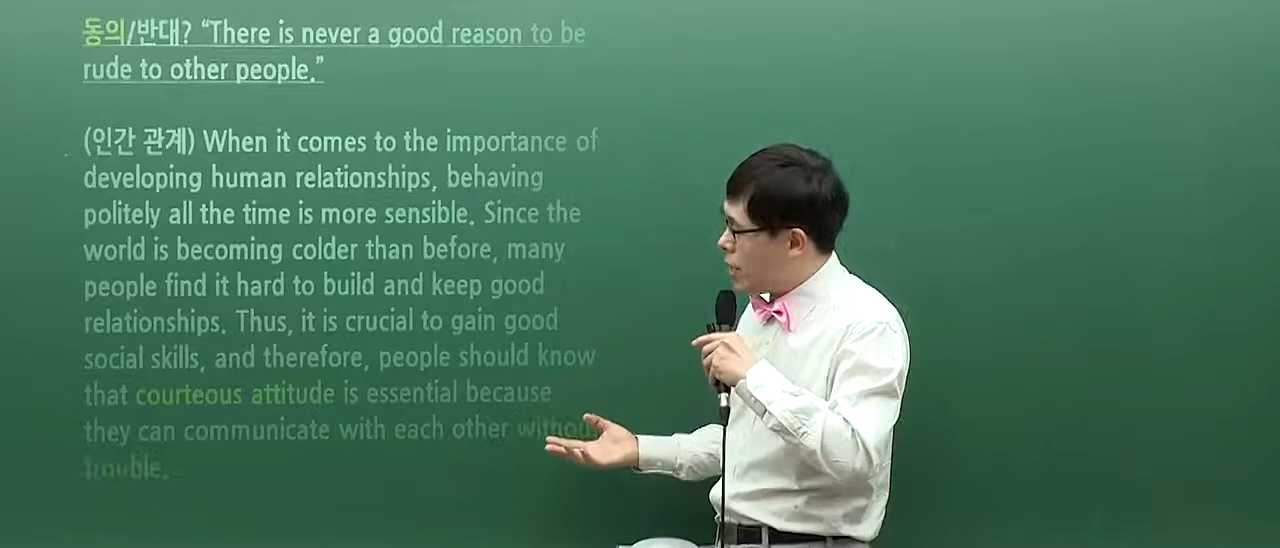 동의/반대? “There is never a good reason to be
rude to other people.”
(인간 관계) When it comes to the importance of
developing human relationships, behaving
politely all the time is more sensible. Since the
world is becoming colder than before, many
people find it hard to build and keep good
relationships. Thus, it is crucial to gain good
social skills, and therefore, people should know
that courteous attitude is essential because
they can communicate with each other without
trouble.